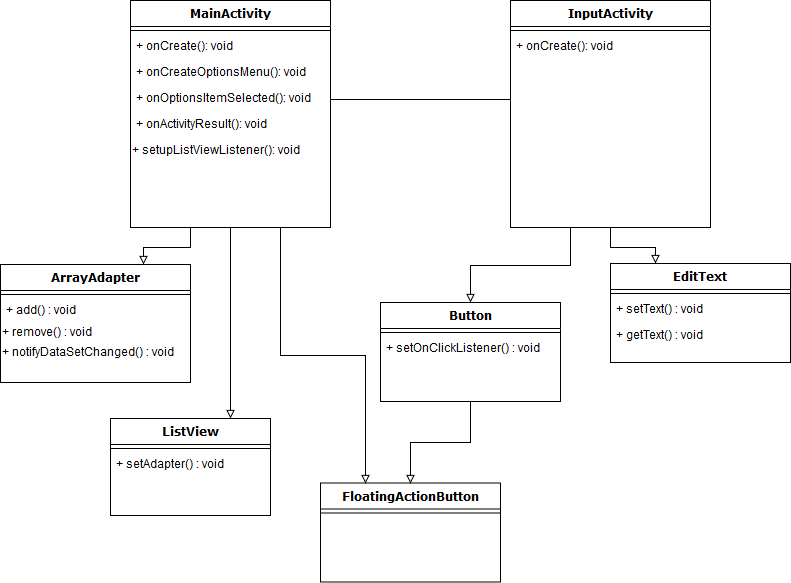 MainActivity
+ onCreate(): void
+ onCreateOptionsMenu(): void
+ onOptionsItemSelected(): void
+ onActivityResult(): void
+ setupListViewListener(): void
InputActivity
+ onCreate(): void
ArrayAdapter
+ add() : void
+ remove() : void
+ notifyDataSetChanged() : void
Button
+ setOnClickListener() : void
EditText
+ setText() : void
+ getText() : void
ListView
+ setAdapter() : void
FloatingActionButton